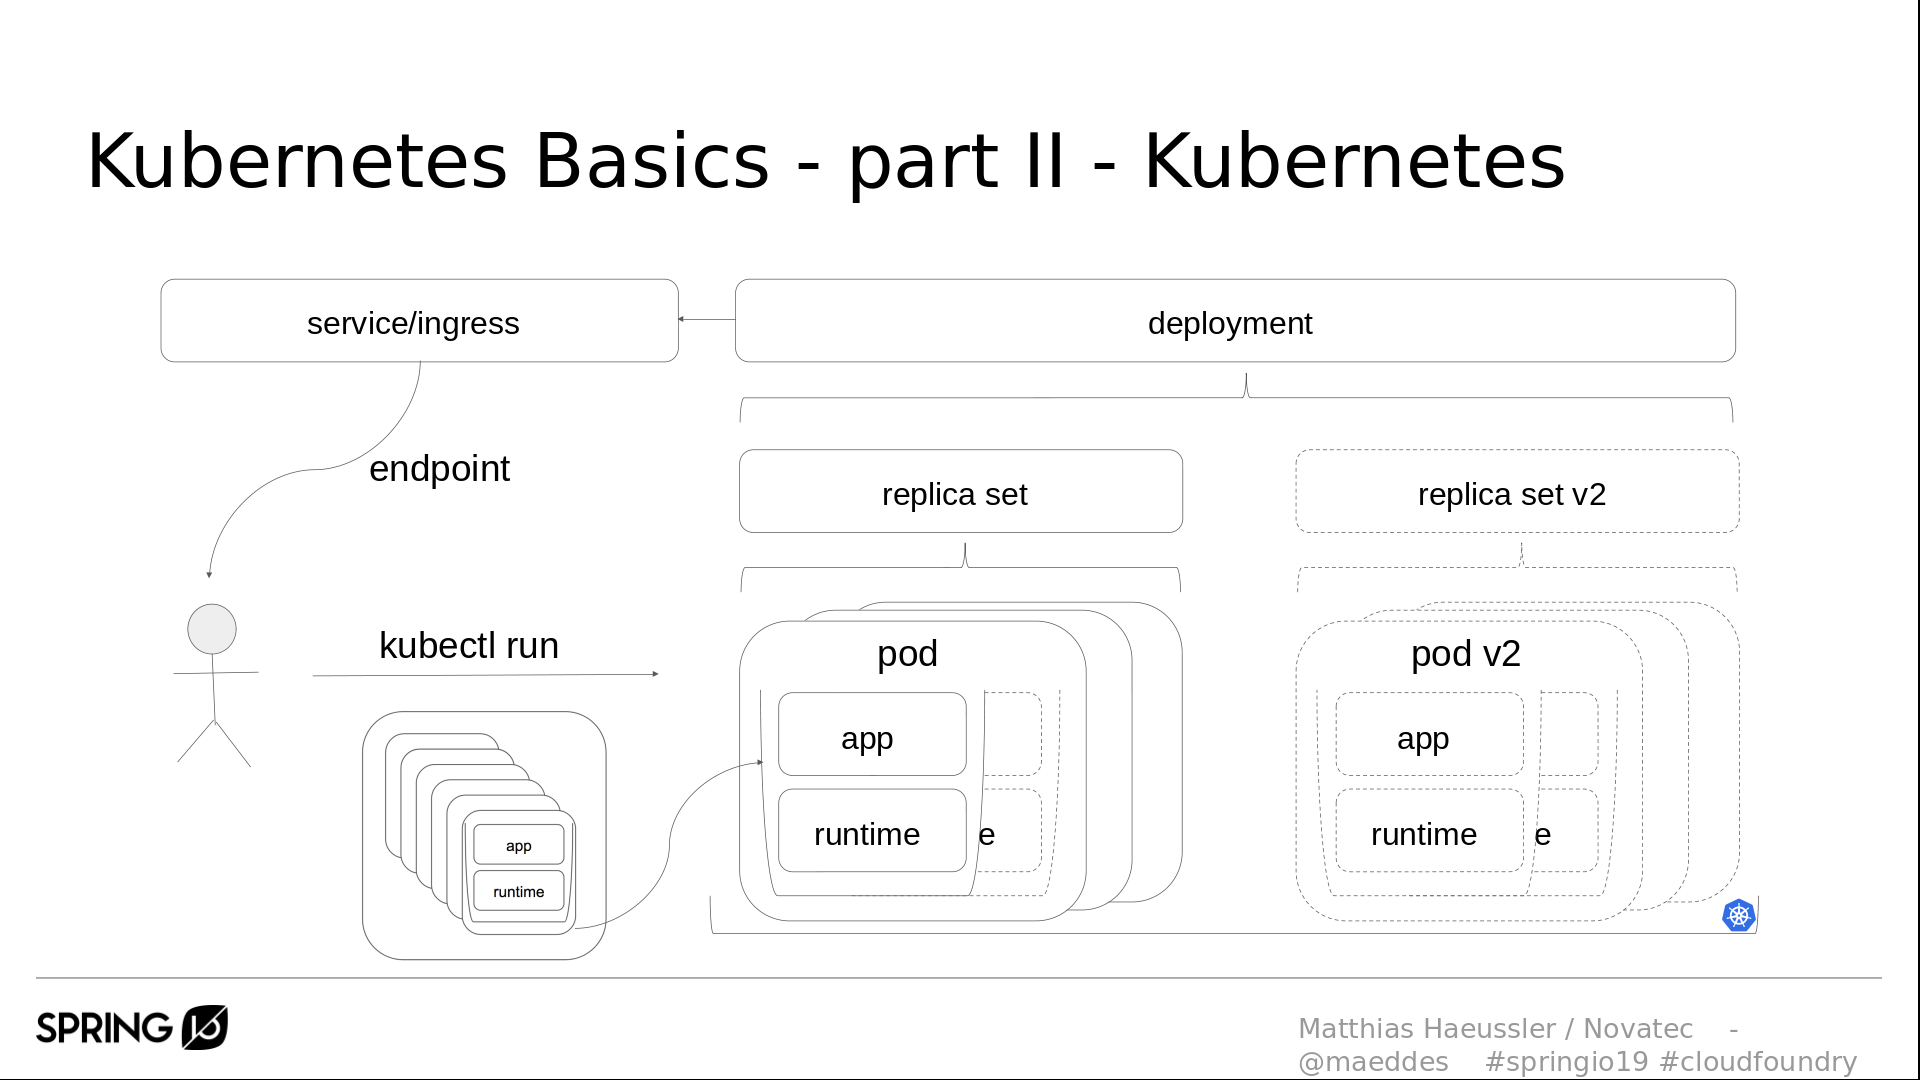 Kubernetes Basics - part II - Kubernetes
service/ingress
deployment
endpoint
replica set
replica set v2
kubectl run
pod
pod v2
app
app
runtime
e
runtime
e
app
runtime
SPRING
Matthias Haeussler / Novatec -
@maeddes #springio19 #cloudfoundry